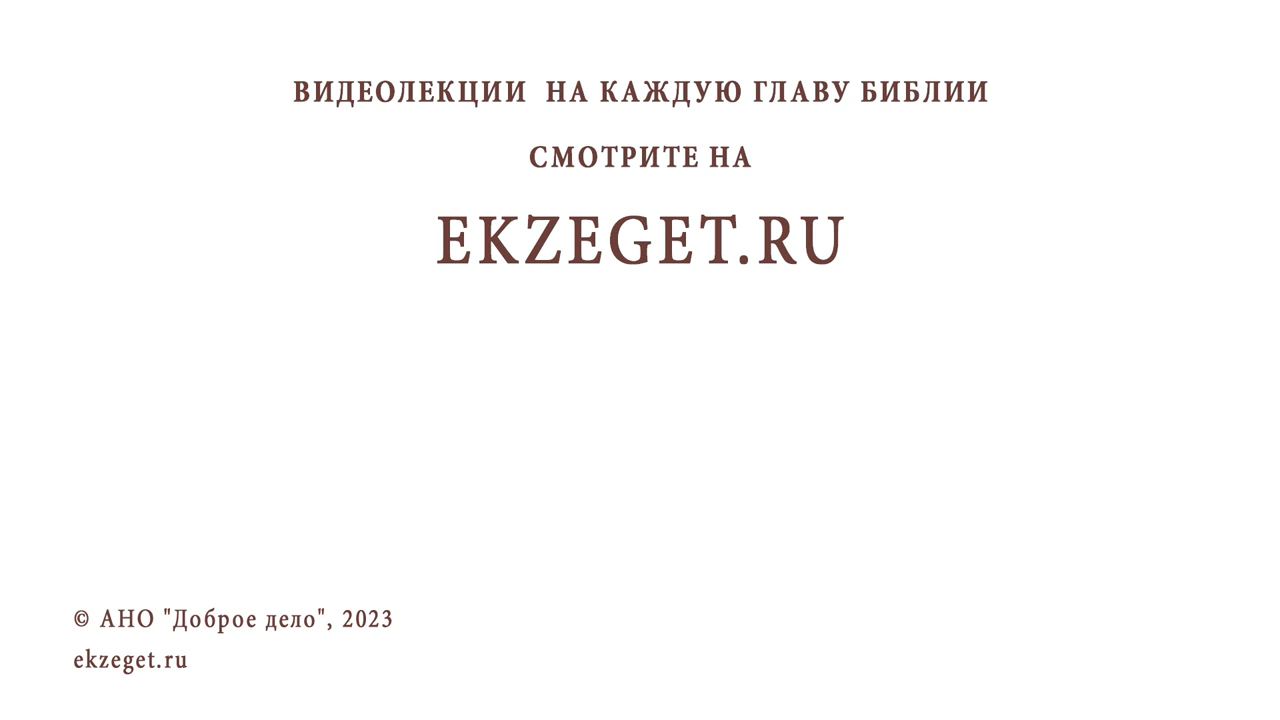 ВИДЕОЛЕКЦИИ  НА КАЖДУЮ ГЛАВУ БИБЛИИ
СМОТРИТЕ НА
EKZEGET.RU
© АНО "Доброе дело", 2023
ekzeget.ru